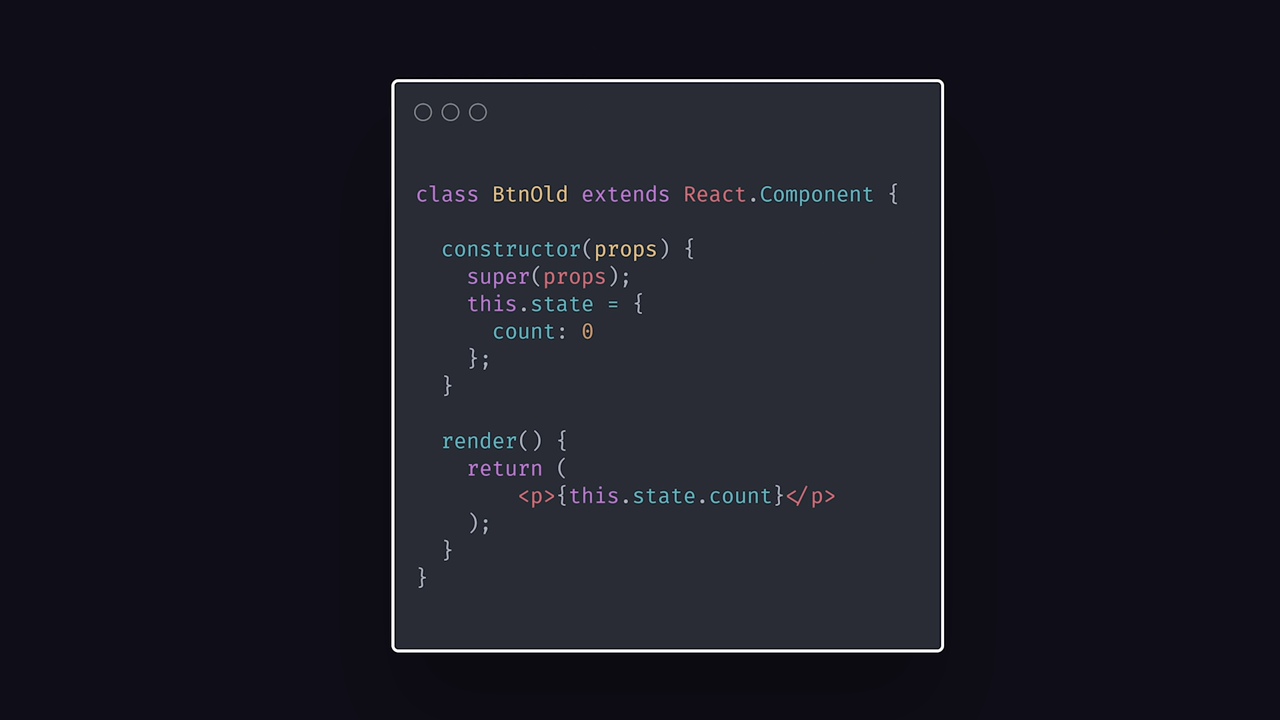 class BtnOld extends React.Component {
constructor(props) {
super(props);
this.state = {
count: 0
};
}
render() {
return (
<p>{this.state.count}</p>
);
}
}